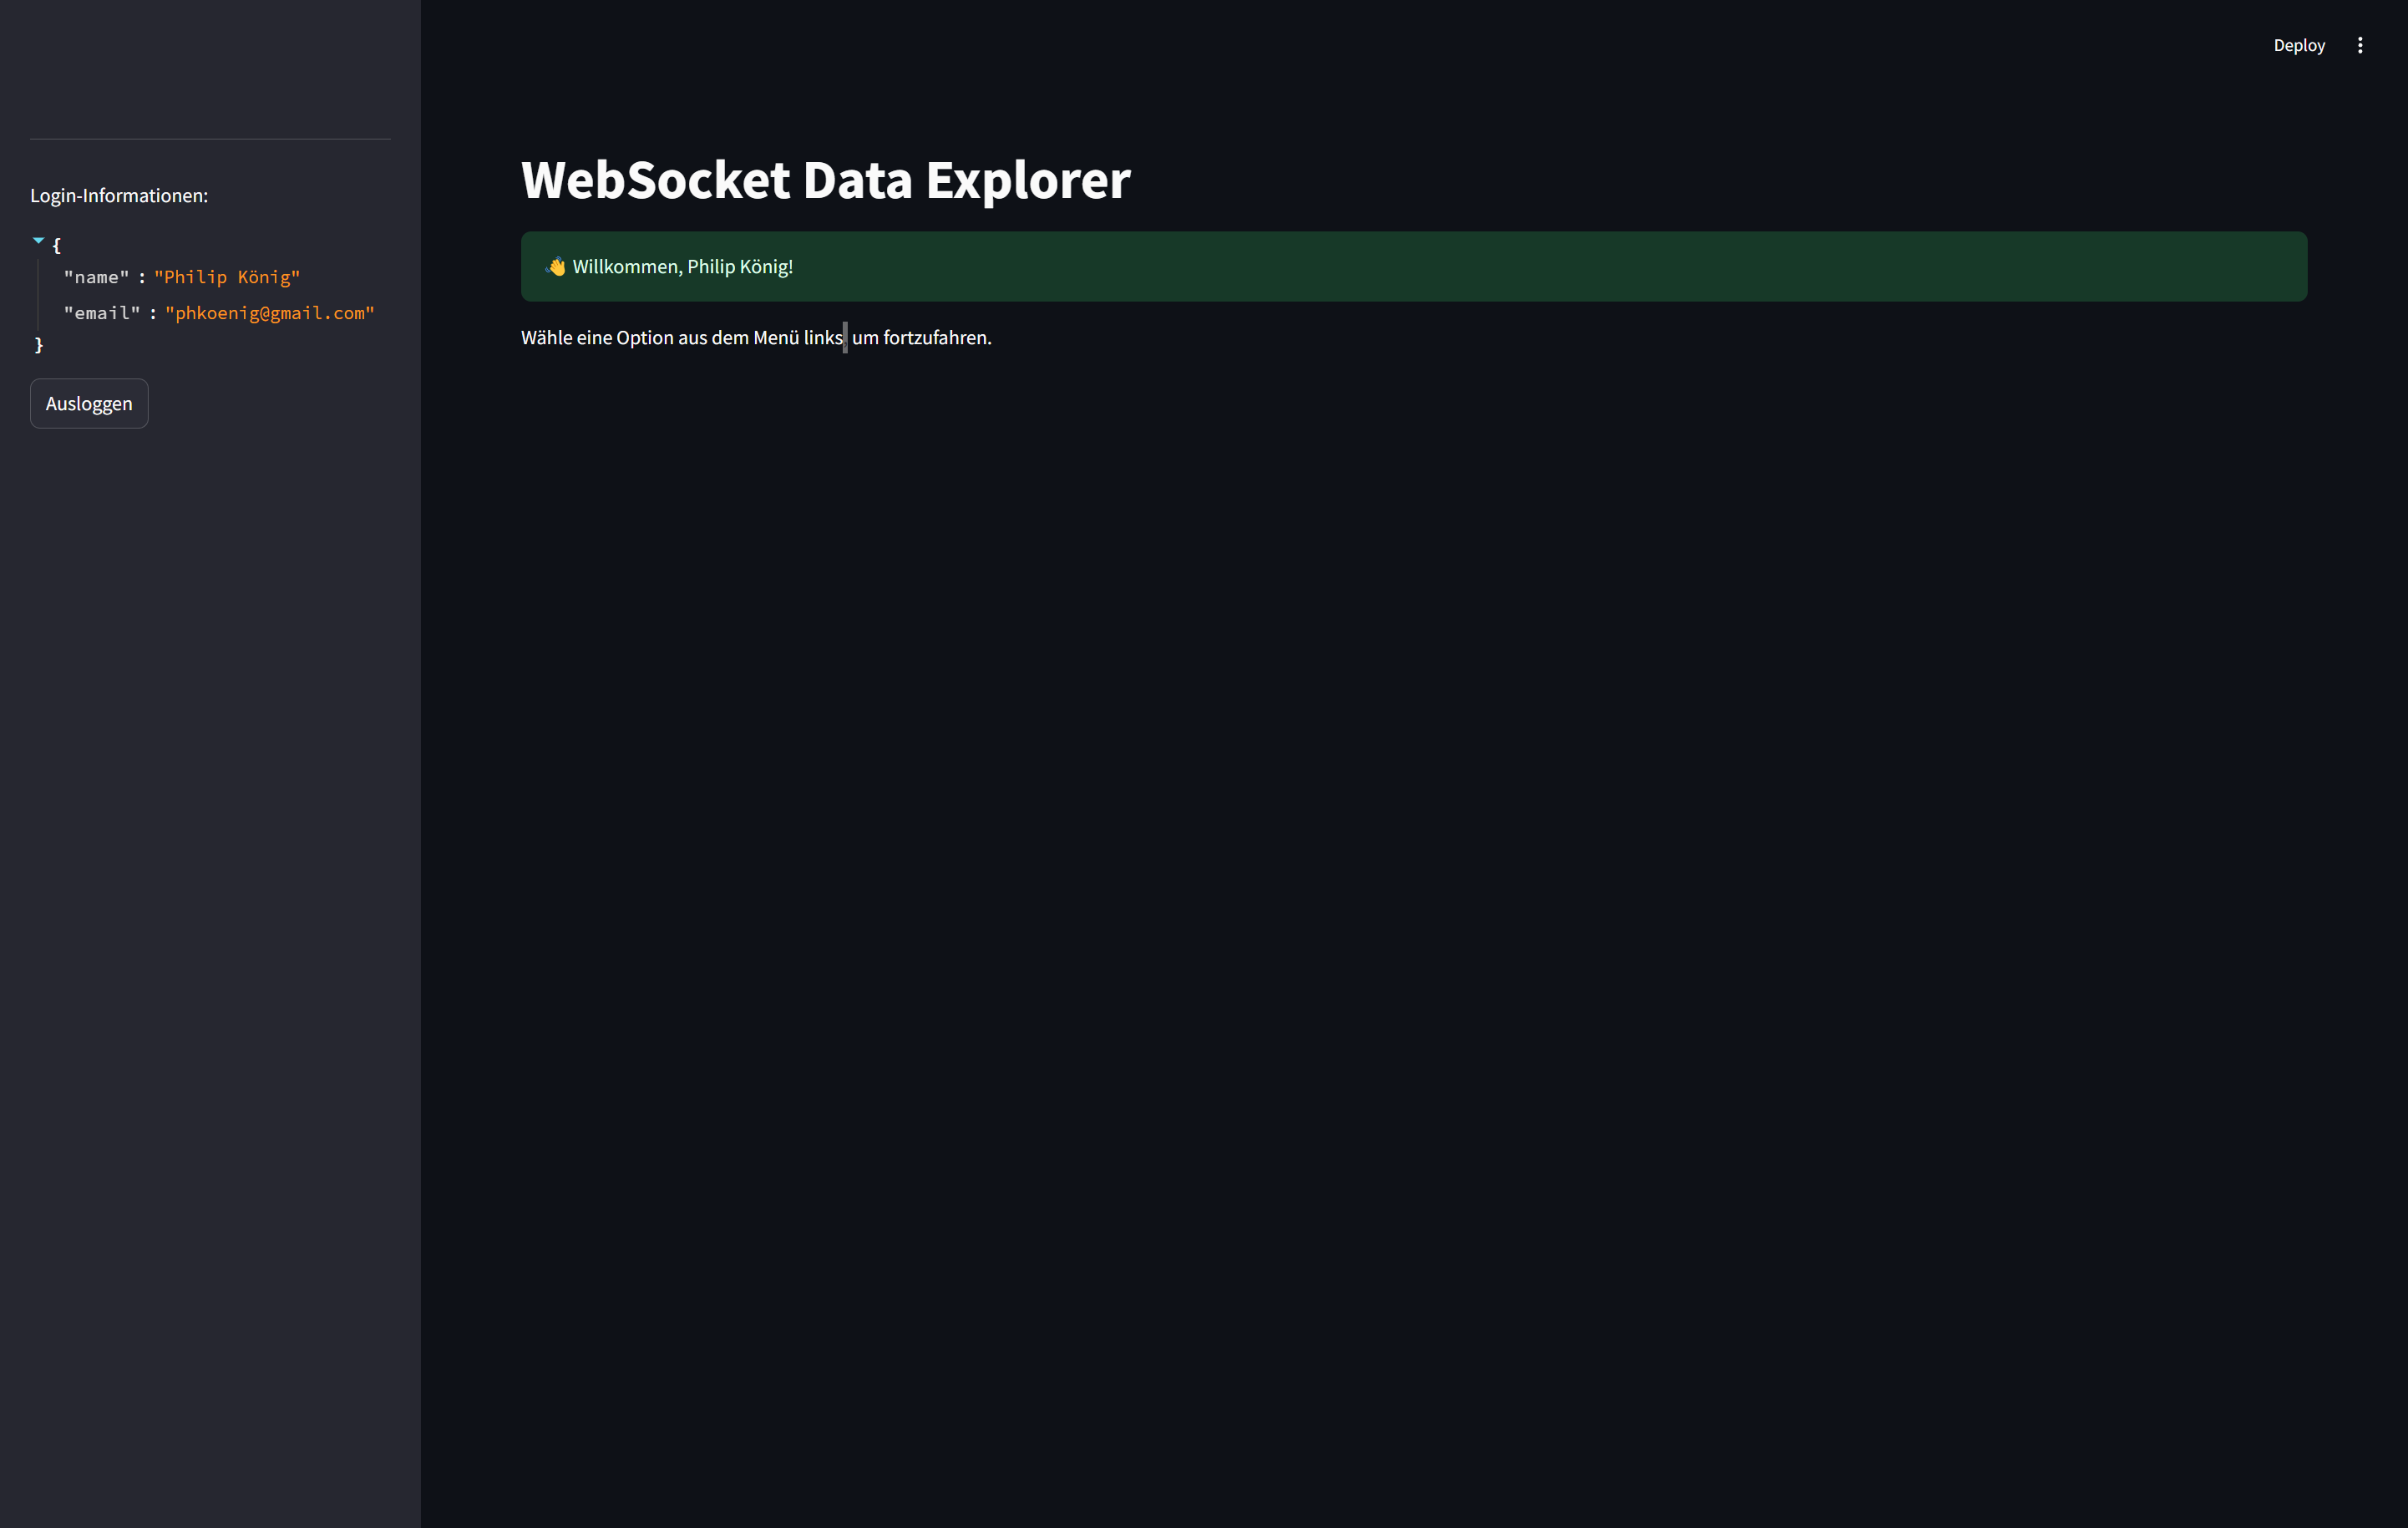 Deploy
Login-Informationen:
{
"name" : "Philip König"
"email" : "phkoenig@gmail.com"
}
Ausloggen
WebSocket Data Explorer
👋 Willkommen, Philip König!
Wähle eine Option aus dem Menü links, um fortzufahren.